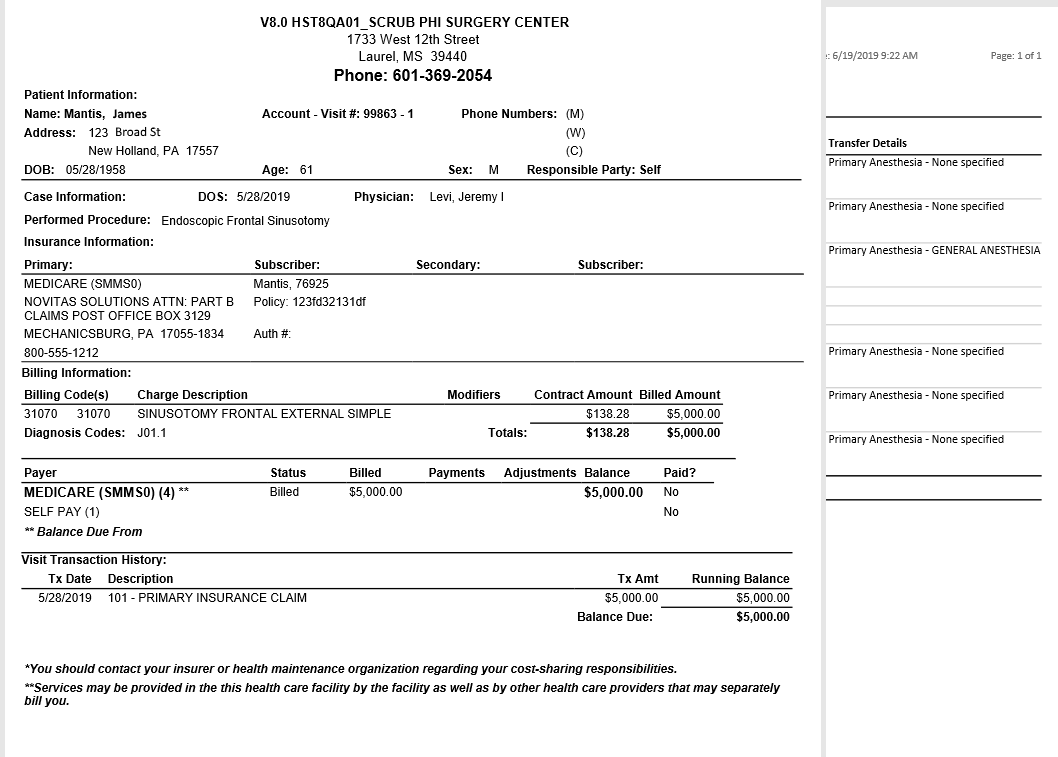 V8.0 HST8QA01_SCRUB PHI SURGERY CENTER
1733 West 12th Street
Laurel, MS 39440
Phone: 601-369-2054
Patient Information:
Name: Mantis, James Account - Visit #: 99863 - 1 Phone Numbers: (M)
Address: 123 Broad St (W)
New Holland, PA 17557 (C)
DOB: 05/28/1958 Age: 61 Sex: M Responsible Party: Self
Case Information: DOS: 5/28/2019 Physician: Levi, Jeremy I
Performed Procedure: Endoscopic Frontal Sinusotomy
Insurance Information:
Primary: Subscriber: Secondary: Subscriber:
MEDICARE (SMMS0) Mantis, 76925
NOVITAS SOLUTIONS ATTN: PART B Policy: 123fd32131df
CLAIMS POST OFFICE BOX 3129
MECHANICSBURG, PA 17055-1834 Auth #:
800-555-1212
Billing Information:
Billing Code(s) Charge Description Modifiers Contract Amount Billed Amount
31070 31070 SINUSOTOMY FRONTAL EXTERNAL SIMPLE $138.28 $5,000.00
Diagnosis Codes: J01.1 Totals: $138.28 $5,000.00
Payer Status Billed Payments Adjustments Balance Paid?
MEDICARE (SMMS0) (4) ** Billed $5,000.00 $5,000.00 No
SELF PAY (1) No
** Balance Due From
Visit Transaction History:
Tx Date Description Tx Amt Running Balance
5/28/2019 101 - PRIMARY INSURANCE CLAIM $5,000.00 $5,000.00
Balance Due: $5,000.00
*You should contact your insurer or health maintenance organization regarding your cost-sharing responsibilities.
**Services may be provided in the this health care facility by the facility as well as by other health care providers that may separately
bill you.
: 6/19/2019 9:22 AM Page: 1 of 1
Transfer Details
Primary Anesthesia - None specified
Primary Anesthesia - None specified
Primary Anesthesia - GENERAL ANESTHESIA
Primary Anesthesia - None specified
Primary Anesthesia - None specified
Primary Anesthesia - None specified